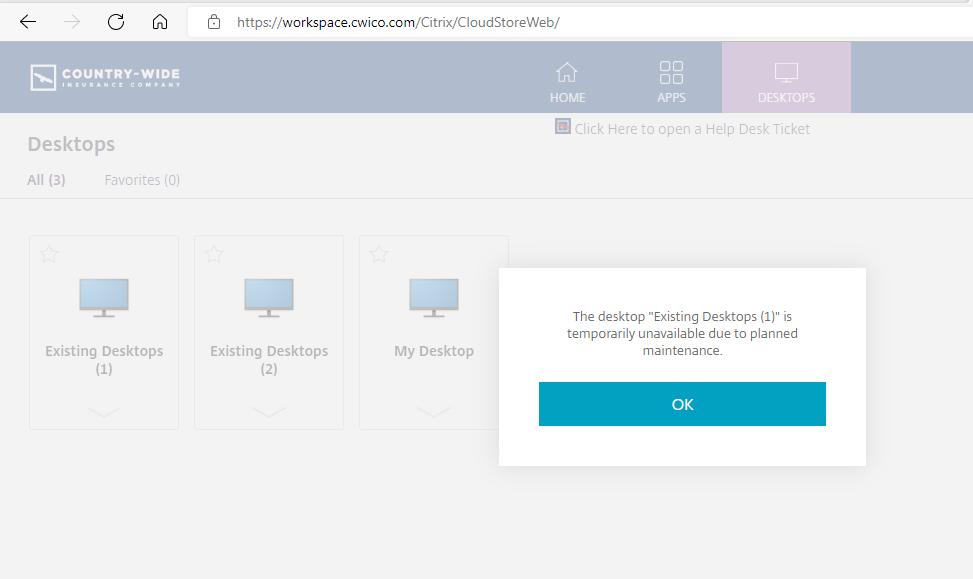 https://workspace.cwico.com/Citrix/CloudStoreWeb/
COUNTRY-WIDE
INSURANCE COMPANY
HOME
APPS
DESKTOPS
Click Here to open a Help Desk Ticket
Desktops
All (3)
Favorites (0)
Existing Desktops
(1)
Existing Desktops
(2)
My Desktop
The desktop "Existing Desktops (1)" is
temporarily unavailable due to planned
maintenance.
OK